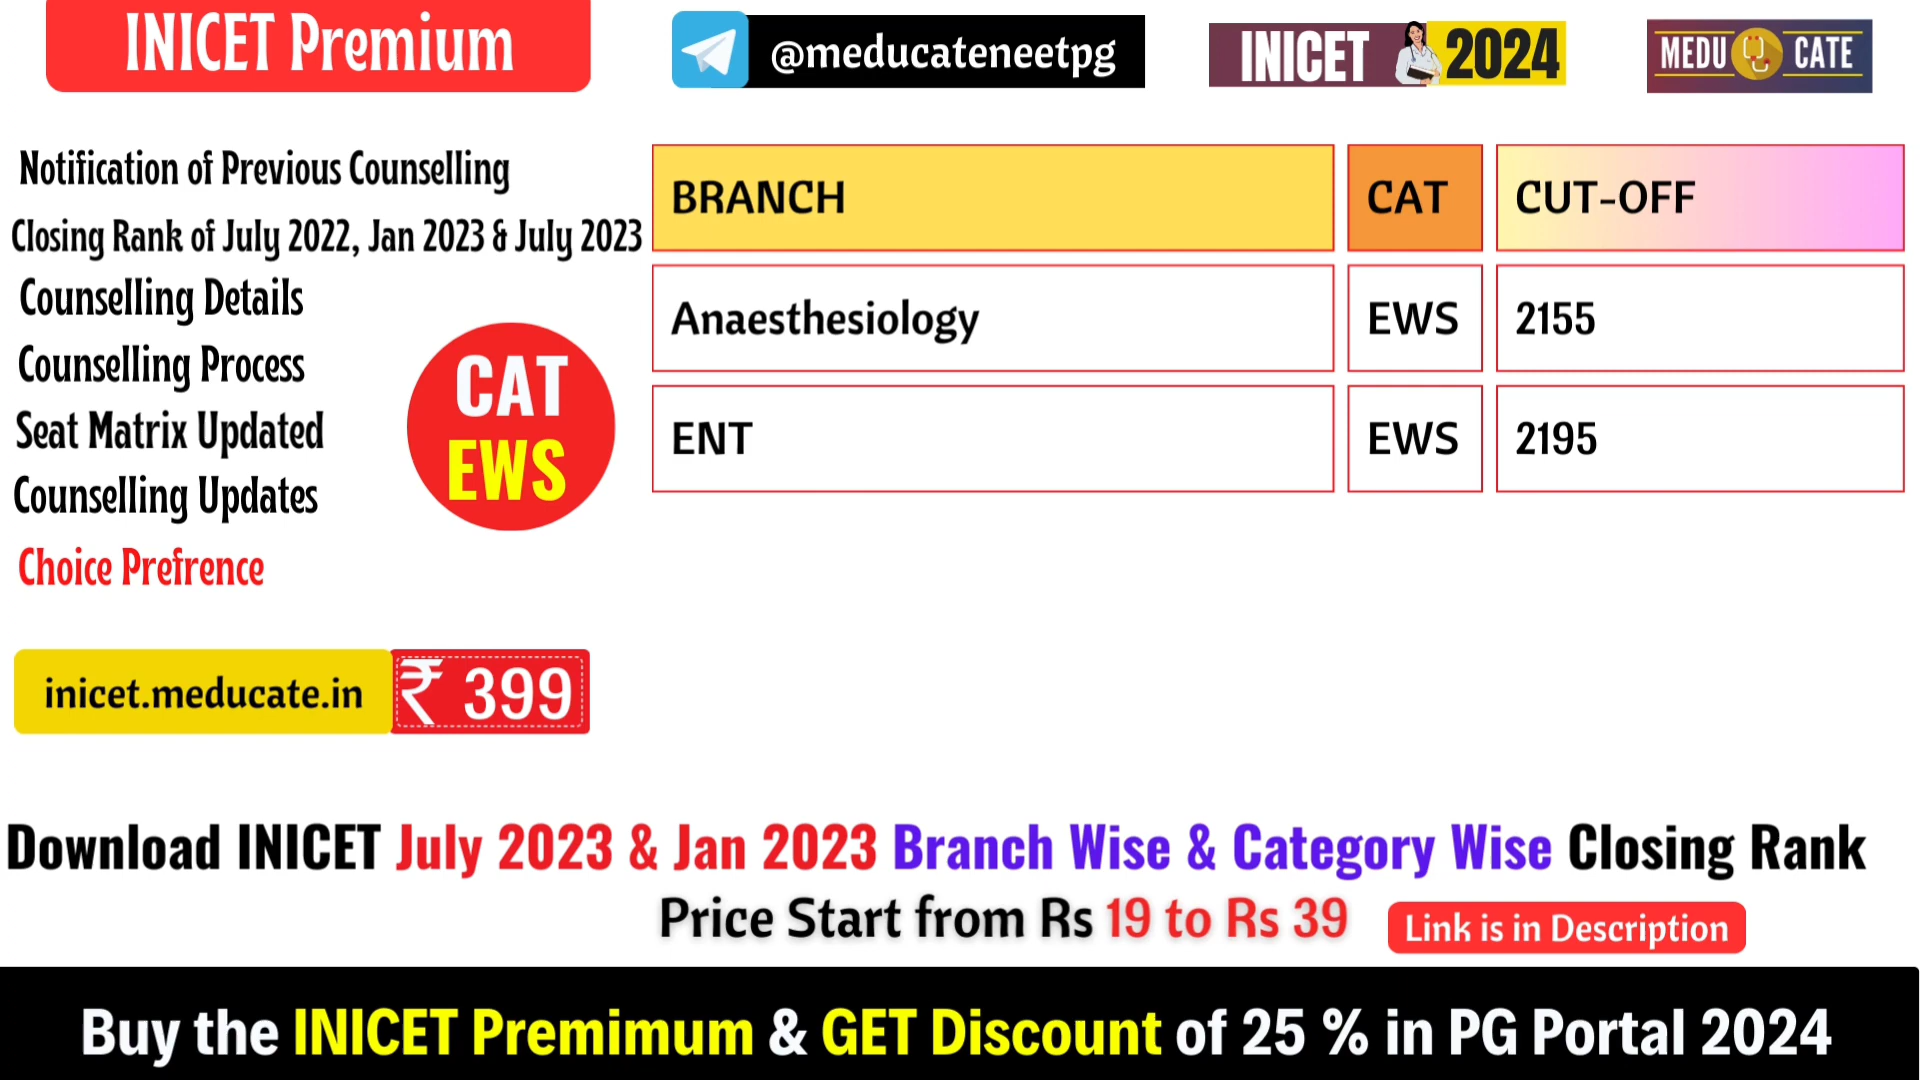 INICET Premium
@meducateneetpg
INICET 2024
MEDU CATE
Notification of Previous Counselling
Closing Rank of July 2022, Jan 2023 & July 2023
Counselling Details
Counselling Process
Seat Matrix Updated
Counselling Updates
Choice Prefrence
CAT
EWS
inicet.meducate.in ₹ 399
BRANCH CAT CUT-OFF
Anaesthesiology EWS 2155
ENT EWS 2195
Download INICET July 2023 & Jan 2023 Branch Wise & Category Wise Closing Rank
Price Start from Rs 19 to Rs 39
Link is in Description
Buy the INICET Premimum & GET Discount of 25 % in PG Portal 2024